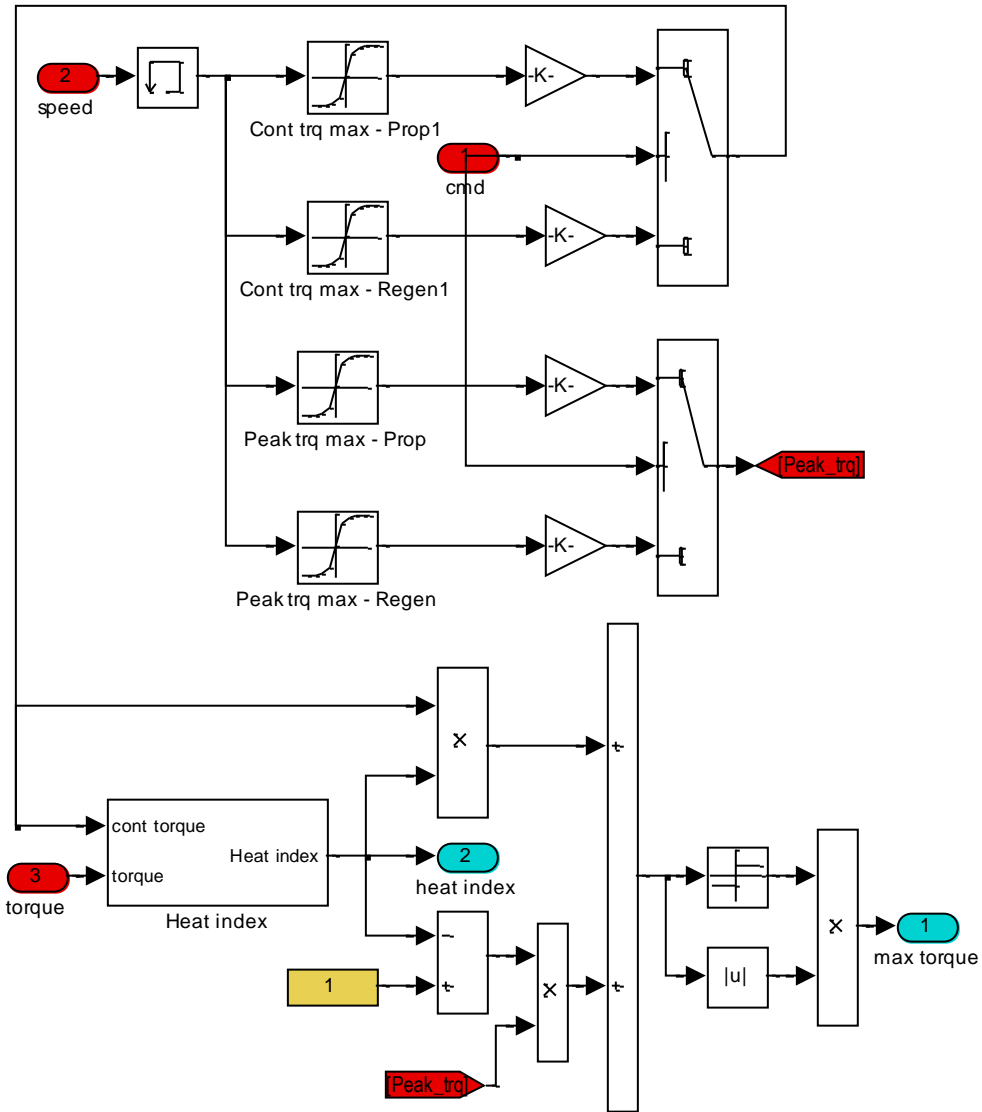 2
speed
-K-
Cont trq max - Prop1
1
cmd
-K-
Cont trq max - Regen1
-K-
Peak trq max - Prop
[Peak_trq]
-K-
Peak trq max - Regen
×
+
cont torque
Heat index
2
heat index
3
torque
torque
Heat index
×
1
max torque
-
+
1
×
+
|u|
[Peak_trq]